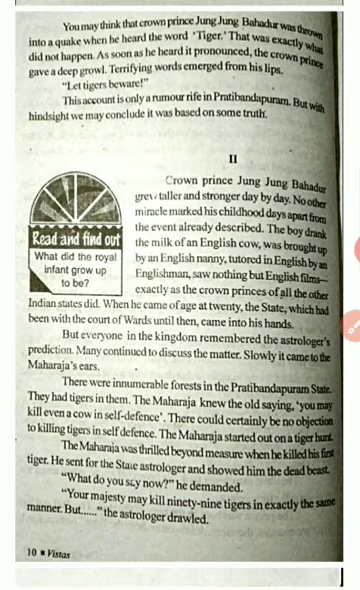 You may think that crown prince Jung Jung Bahadur was thrown
into a quake when he heard the word 'Tiger.' That was exactly what
did not happen. As soon as he heard it pronounced, the crown prince
gave a deep growl. Terrifying words emerged from his lips.
"Let tigers beware!"
This account is only a rumour rife in Pratibandapuram. But with
hindsight we may conclude it was based on some truth.
II
Crown prince Jung Jung Bahadur
grew taller and stronger day by day. No other
miracle marked his childhood days apart from
the event already described. The boy drank
the milk of an English cow, was brought up
by an English nanny, tutored in English by an
Englishman, saw nothing but English films—
exactly as the crown princes of all the other
Read and find out
What did the royal
infant grow up
to be?
Indian states did. When he came of age at twenty, the State, which had
been with the court of Wards until then, came into his hands.
But everyone in the kingdom remembered the astrologer's
prediction. Many continued to discuss the matter. Slowly it came to the
Maharaja's ears.
There were innumerable forests in the Pratibandapuram State.
They had tigers in them. The Maharaja knew the old saying, 'you may
kill even a cow in self-defence'. There could certainly be no objection
to killing tigers in self defence. The Maharaja started out on a tiger hunt.
The Maharaja was thrilled beyond measure when he killed his first
tiger. He sent for the State astrologer and showed him the dead beast.
"What do you say now?" he demanded.
"Your majesty may kill ninety-nine tigers in exactly the same
manner. But......" the astrologer drawled.
10 ■ Vistas